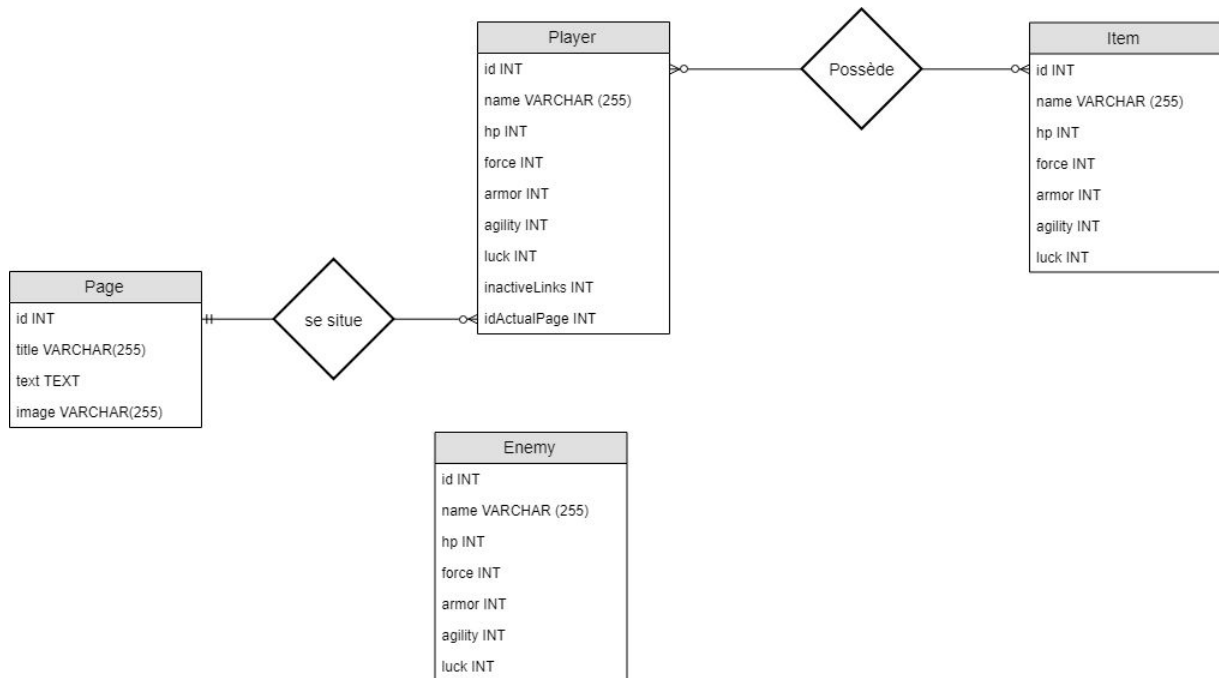 Player
id INT
name VARCHAR (255)
hp INT
force INT
armor INT
agility INT
luck INT
inactiveLinks INT
idActualPage INT
Possède
Item
id INT
name VARCHAR (255)
hp INT
force INT
armor INT
agility INT
luck INT
Page
id INT
title VARCHAR(255)
text TEXT
image VARCHAR(255)
se situe
Enemy
id INT
name VARCHAR (255)
hp INT
force INT
armor INT
agility INT
luck INT